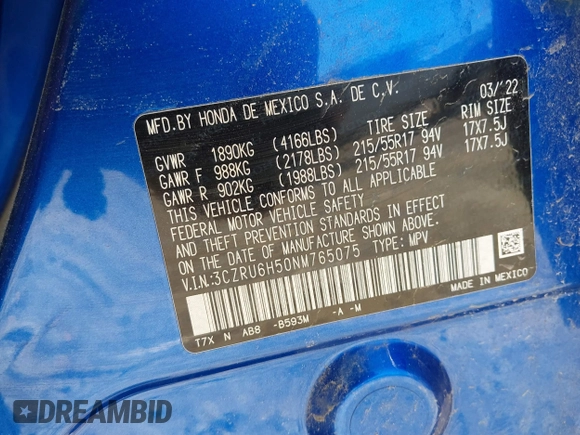 MFD.BY HONDA DE MEXICO S.A. DE C.V. 03/'22
GVWR 1890KG (4166LBS) TIRE SIZE RIM SIZE
GAWR F 988KG (2178LBS) 215/55R17 94V 17X7.5J
GAWR R 902KG (1988LBS) 215/55R17 94V 17X7.5J
THIS VEHICLE CONFORMS TO ALL APPLICABLE
FEDERAL MOTOR VEHICLE SAFETY
AND THEFT PREVENTION STANDARDS IN EFFECT
ON THE DATE OF MANUFACTURE SHOWN ABOVE.
V.I.N.:3CZRU6H50NM765075 TYPE: MPV
MADE IN MEXICO
T7X N AB8 -B593M -A -M
DREAMBID